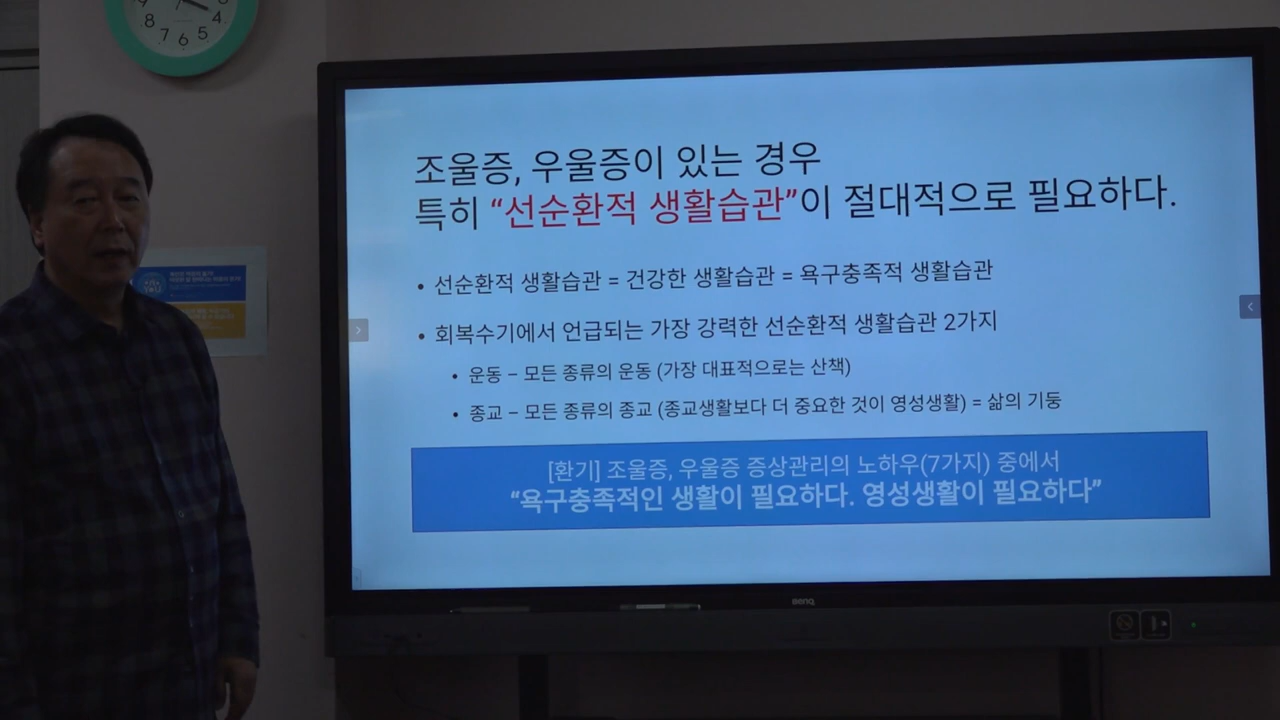 8
7
6
5
4
조울증, 우울증이 있는 경우
특히 “선순환적 생활습관”이 절대적으로 필요하다.
• 선순환적 생활습관 = 건강한 생활습관 = 욕구충족적 생활습관
• 회복수기에서 언급되는 가장 강력한 선순환적 생활습관 2가지
• 운동 – 모든 종류의 운동 (가장 대표적으로는 산책)
• 종교 – 모든 종류의 종교 (종교생활보다 더 중요한 것이 영성생활) = 삶의 기둥
[환기] 조울증, 우울증 증상관리의 노하우(7가지) 중에서
“욕구충족적인 생활이 필요하다. 영성생활이 필요하다”
BenQ